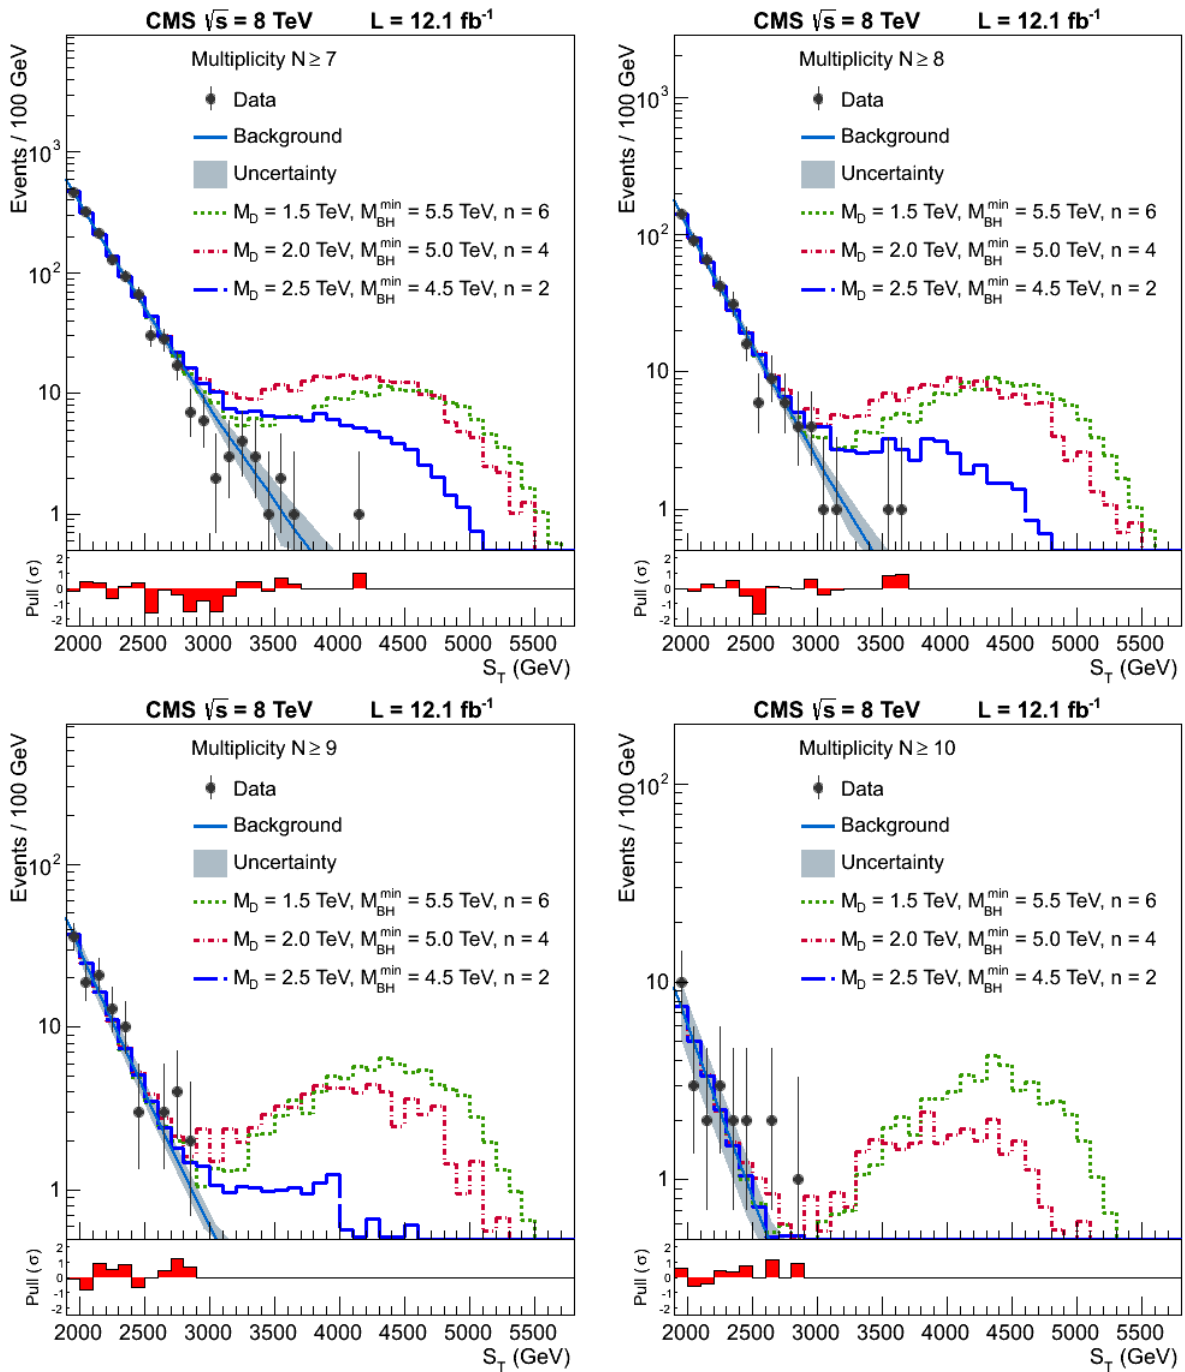 CMS √s = 8 TeV L = 12.1 fb⁻¹
Events / 100 GeV
Multiplicity N ≥ 7
Data
Background
Uncertainty
M_D = 1.5 TeV, M_BH^min = 5.5 TeV, n = 6
M_D = 2.0 TeV, M_BH^min = 5.0 TeV, n = 4
M_D = 2.5 TeV, M_BH^min = 4.5 TeV, n = 2
10³
10²
10
1
Pull (σ)
2
1
0
-1
-2
2000 2500 3000 3500 4000 4500 5000 5500
S_T (GeV)
CMS √s = 8 TeV L = 12.1 fb⁻¹
Events / 100 GeV
Multiplicity N ≥ 8
Data
Background
Uncertainty
M_D = 1.5 TeV, M_BH^min = 5.5 TeV, n = 6
M_D = 2.0 TeV, M_BH^min = 5.0 TeV, n = 4
M_D = 2.5 TeV, M_BH^min = 4.5 TeV, n = 2
10³
10²
10
1
Pull (σ)
2
1
0
-1
-2
2000 2500 3000 3500 4000 4500 5000 5500
S_T (GeV)
CMS √s = 8 TeV L = 12.1 fb⁻¹
Events / 100 GeV
Multiplicity N ≥ 9
Data
Background
Uncertainty
M_D = 1.5 TeV, M_BH^min = 5.5 TeV, n = 6
M_D = 2.0 TeV, M_BH^min = 5.0 TeV, n = 4
M_D = 2.5 TeV, M_BH^min = 4.5 TeV, n = 2
10²
10
1
Pull (σ)
2
1
0
-1
-2
2000 2500 3000 3500 4000 4500 5000 5500
S_T (GeV)
CMS √s = 8 TeV L = 12.1 fb⁻¹
Events / 100 GeV
Multiplicity N ≥ 10
Data
Background
Uncertainty
M_D = 1.5 TeV, M_BH^min = 5.5 TeV, n = 6
M_D = 2.0 TeV, M_BH^min = 5.0 TeV, n = 4
M_D = 2.5 TeV, M_BH^min = 4.5 TeV, n = 2
10²
10
1
Pull (σ)
2
1
0
-1
-2
2000 2500 3000 3500 4000 4500 5000 5500
S_T (GeV)